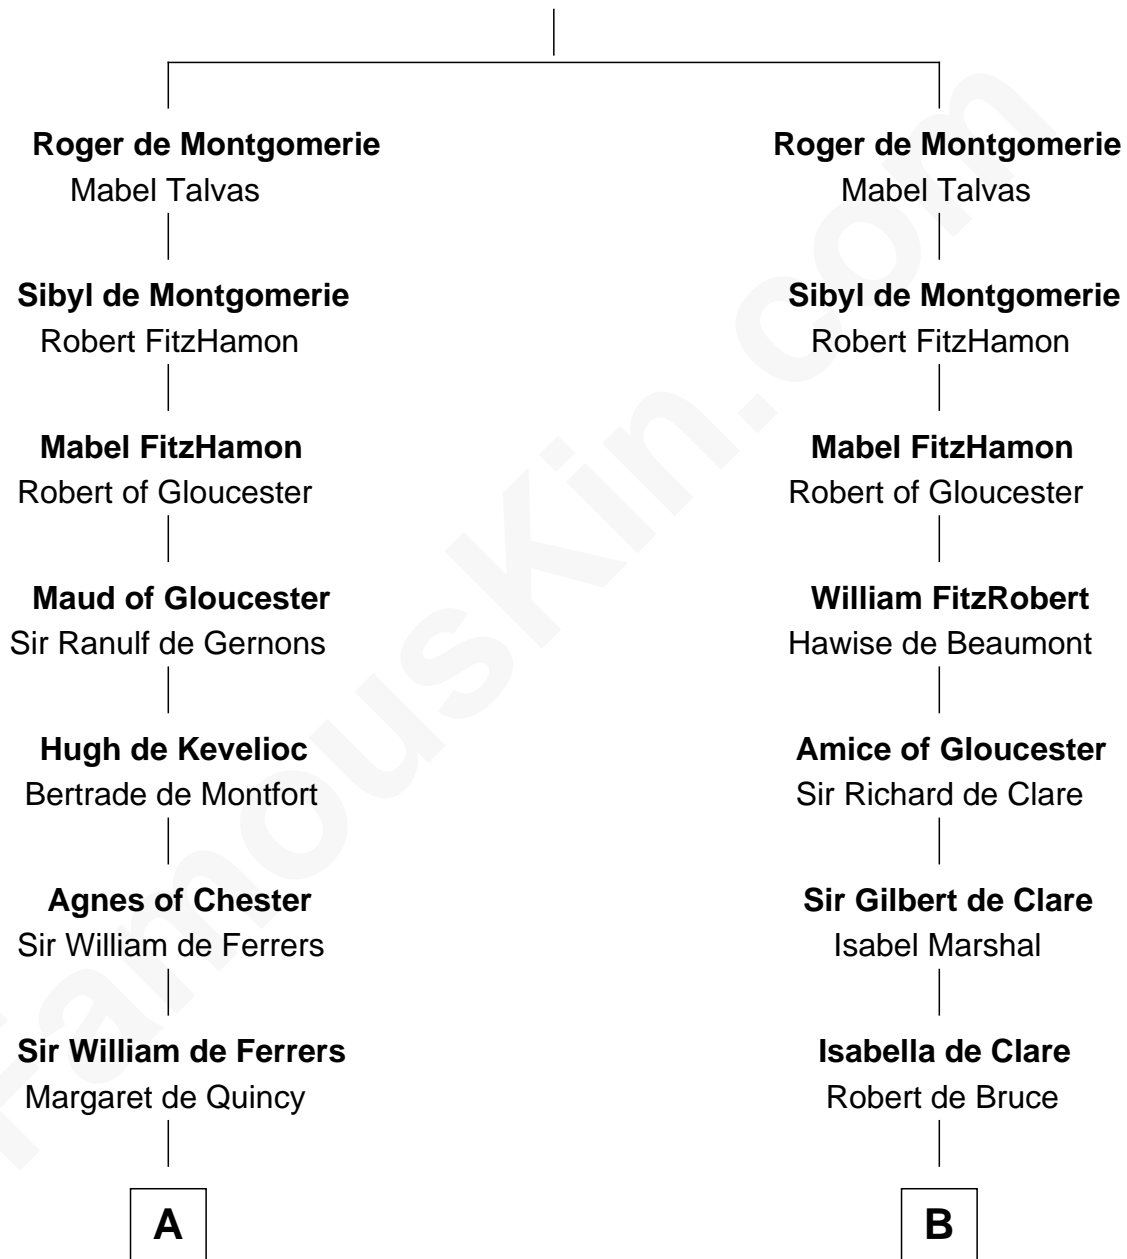 Roger de Montgomerie
Mabel Talvas
Sibyl de Montgomerie
Robert FitzHamon
Mabel FitzHamon
Robert of Gloucester
Maud of Gloucester
Sir Ranulf de Gernons
Hugh de Kevelioc
Bertrade de Montfort
Agnes of Chester
Sir William de Ferrers
Sir William de Ferrers
Margaret de Quincy
A
Roger de Montgomerie
Mabel Talvas
Sibyl de Montgomerie
Robert FitzHamon
Mabel FitzHamon
Robert of Gloucester
William FitzRobert
Hawise de Beaumont
Amice of Gloucester
Sir Richard de Clare
Sir Gilbert de Clare
Isabel Marshal
Isabella de Clare
Robert de Bruce
B
FamousKin.com